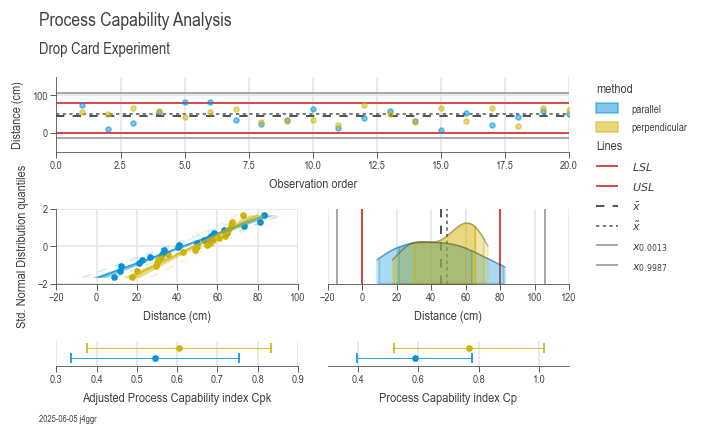 Process Capability Analysis
Drop Card Experiment
Distance (cm)
100
0
0.0 2.5 5.0 7.5 10.0 12.5 15.0 17.5 20.0
Observation order
method
parallel
perpendicular
Lines
LSL
USL
x̄
x̃
x0.0013
x0.9987
Std. Normal Distribution quantiles
2
0
−2
−20 0 20 40 60 80 100
Distance (cm)
−20 0 20 40 60 80 100 120
Distance (cm)
0.3 0.4 0.5 0.6 0.7 0.8 0.9
Adjusted Process Capability index Cpk
0.4 0.6 0.8 1.0
Process Capability index Cp
2025-06-05 j4ggr